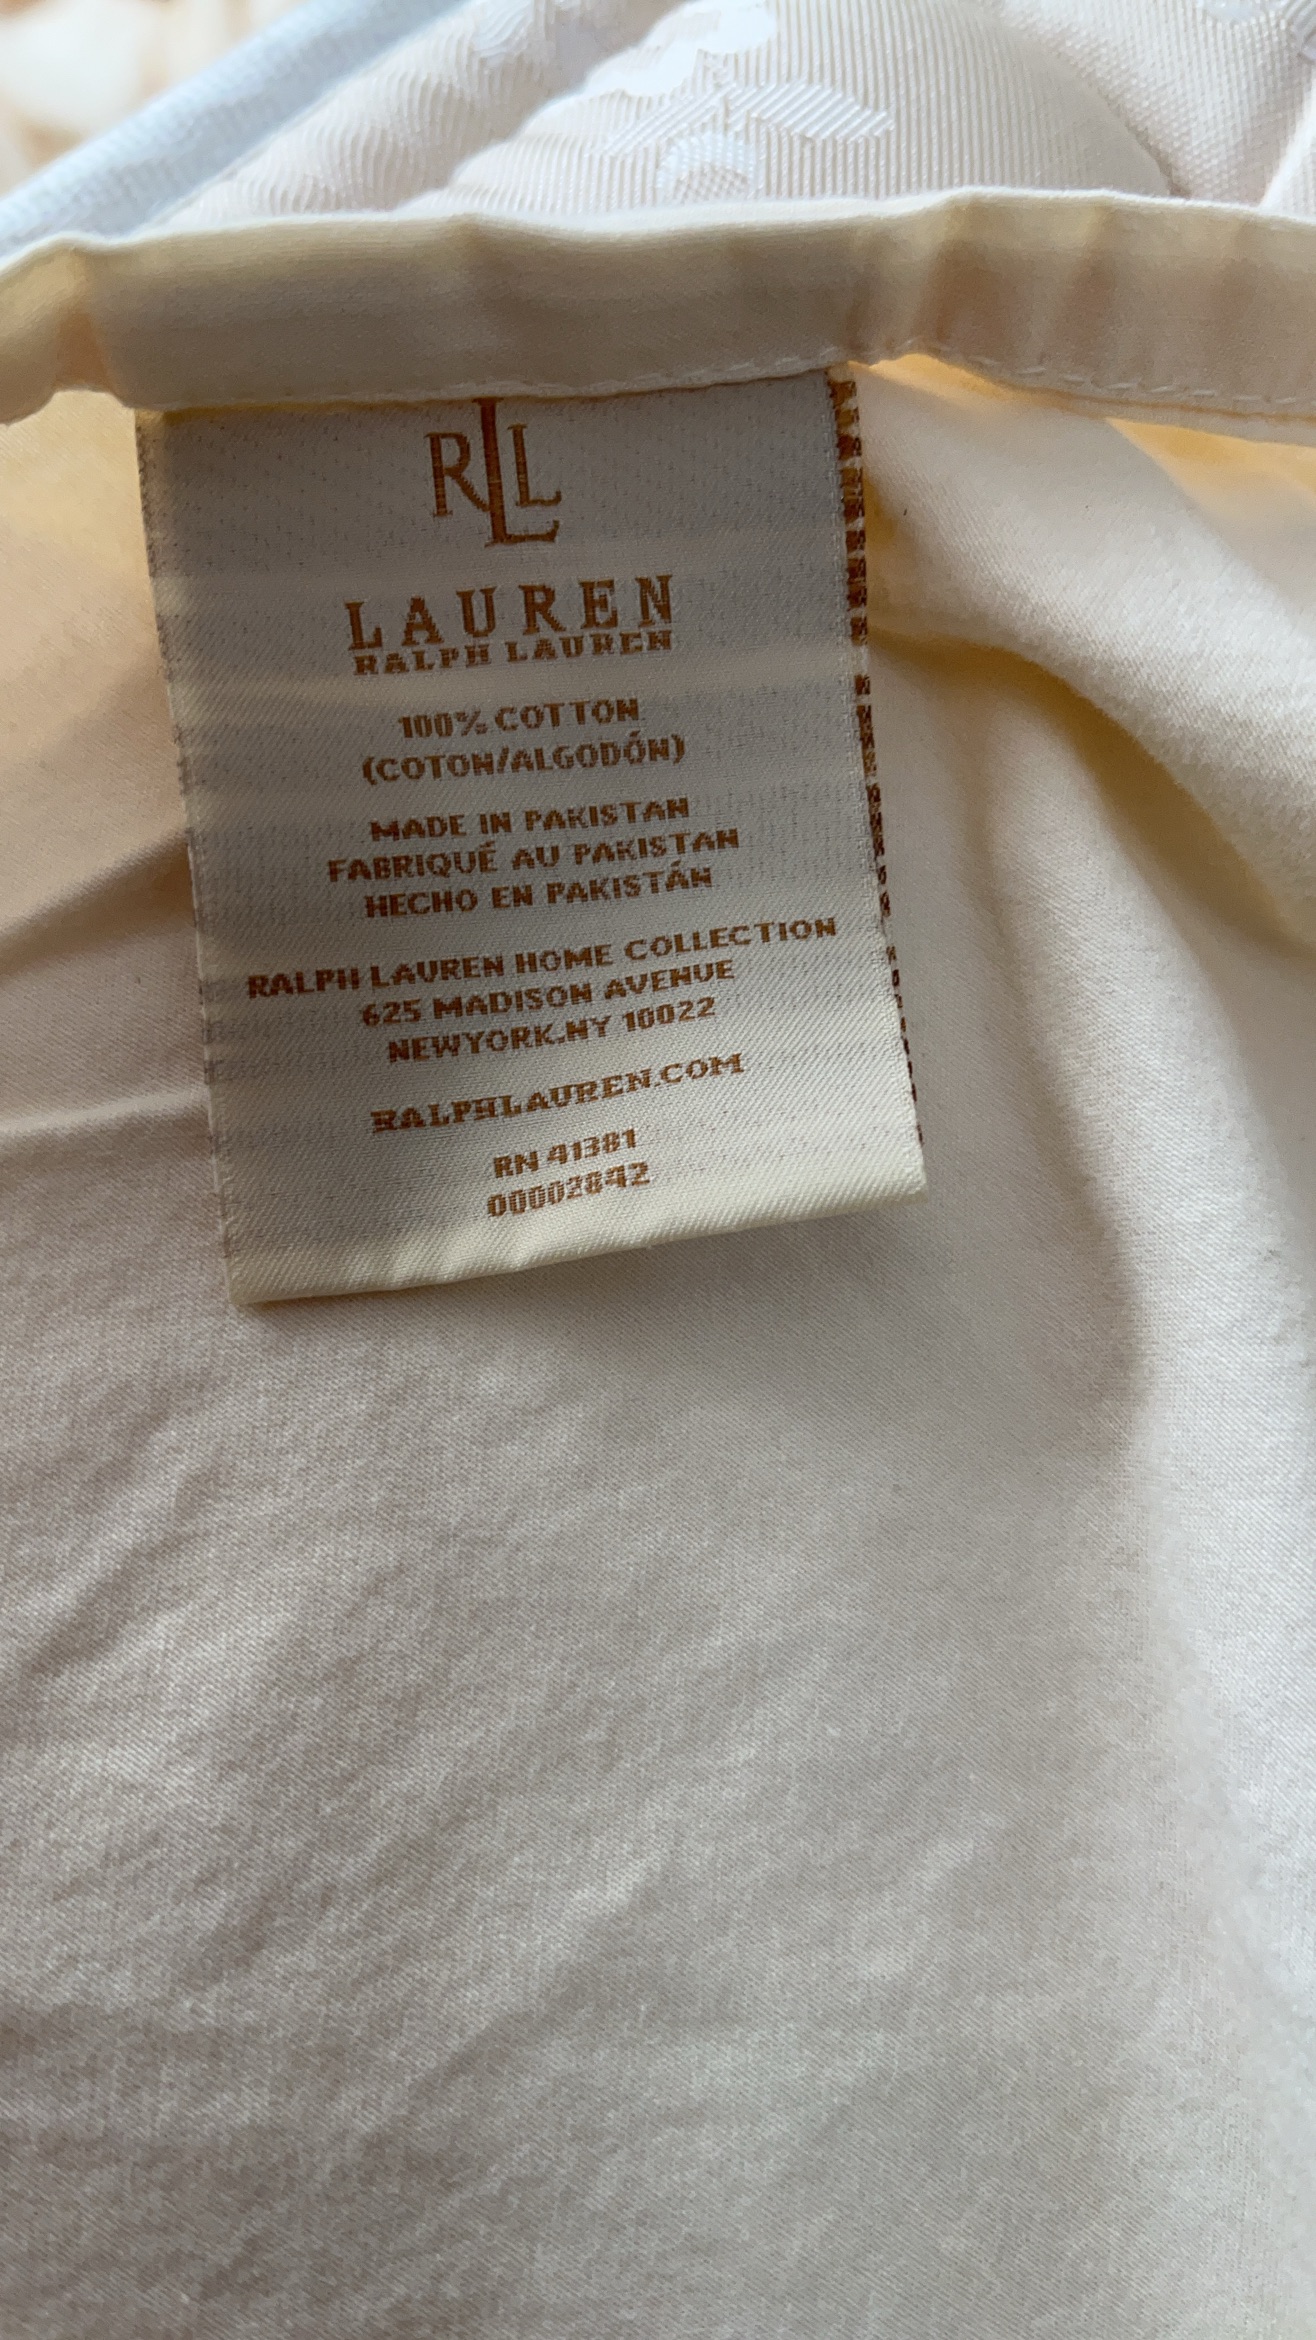 RLL
LAUREN
RALPH LAUREN
100% COTTON
(COTON/ALGODÓN)
MADE IN PAKISTAN
FABRIQUÉ AU PAKISTAN
HECHO EN PAKISTÁN
RALPH LAUREN HOME COLLECTION
625 MADISON AVENUE
NEWYORK.NY 10022
RALPHLAUREN.COM
RN 41381
00002842